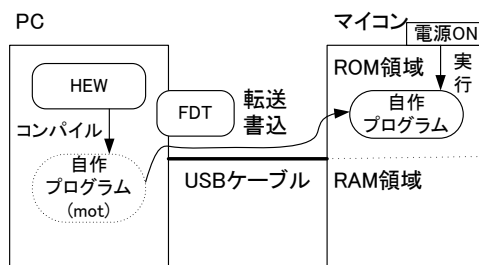 PC
マイコン
電源ON
HEW
ROM領域
実
行
FDT
転送
書込
自作
プログラム
コンパイル
自作
プログラム
(mot)
USBケーブル
RAM領域